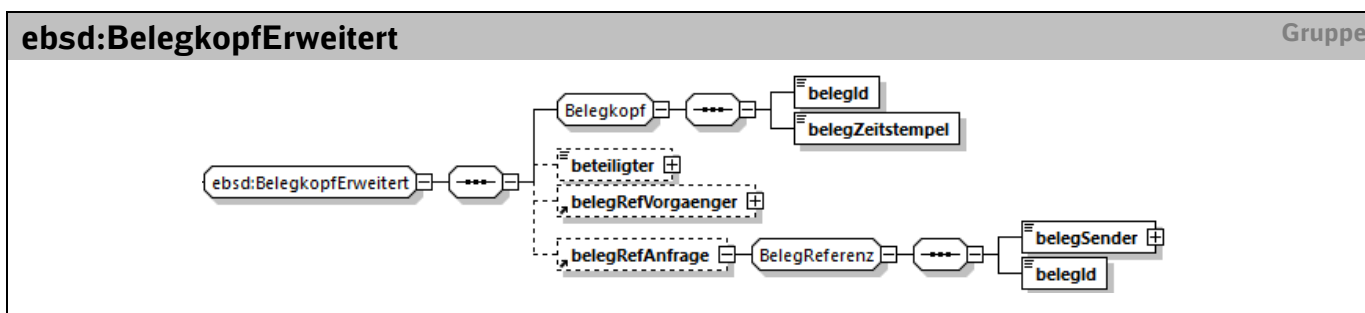 ebsd:BelegkopfErweitert Gruppe
Belegkopf
belegId
belegZeitstempel
ebsd:BelegkopfErweitert
beteiligter
belegRefVorgaenger
belegRefAnfrage
BelegReferenz
belegSender
belegId